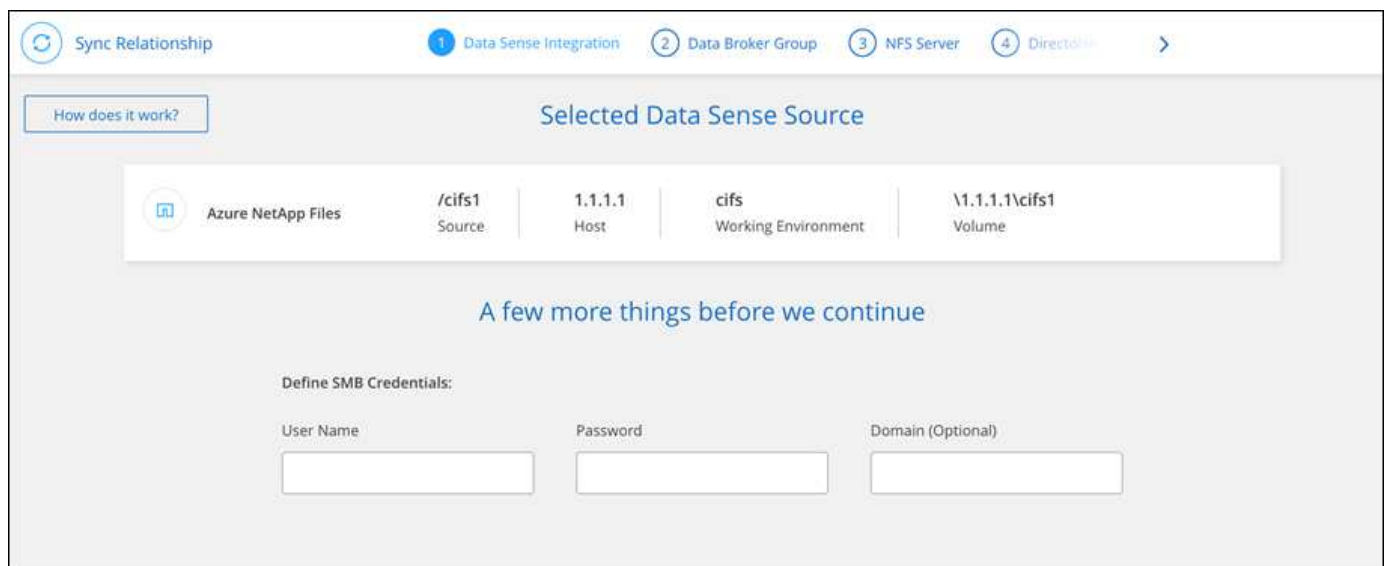 Sync Relationship 1 Data Sense Integration 2 Data Broker Group 3 NFS Server 4
How does it work?
Selected Data Sense Source
Azure NetApp Files
/cifs1 1.1.1.1 cifs \1.1.1.1\cifs1
Source Host Working Environment Volume
A few more things before we continue
Define SMB Credentials:
User Name Password Domain (Optional)